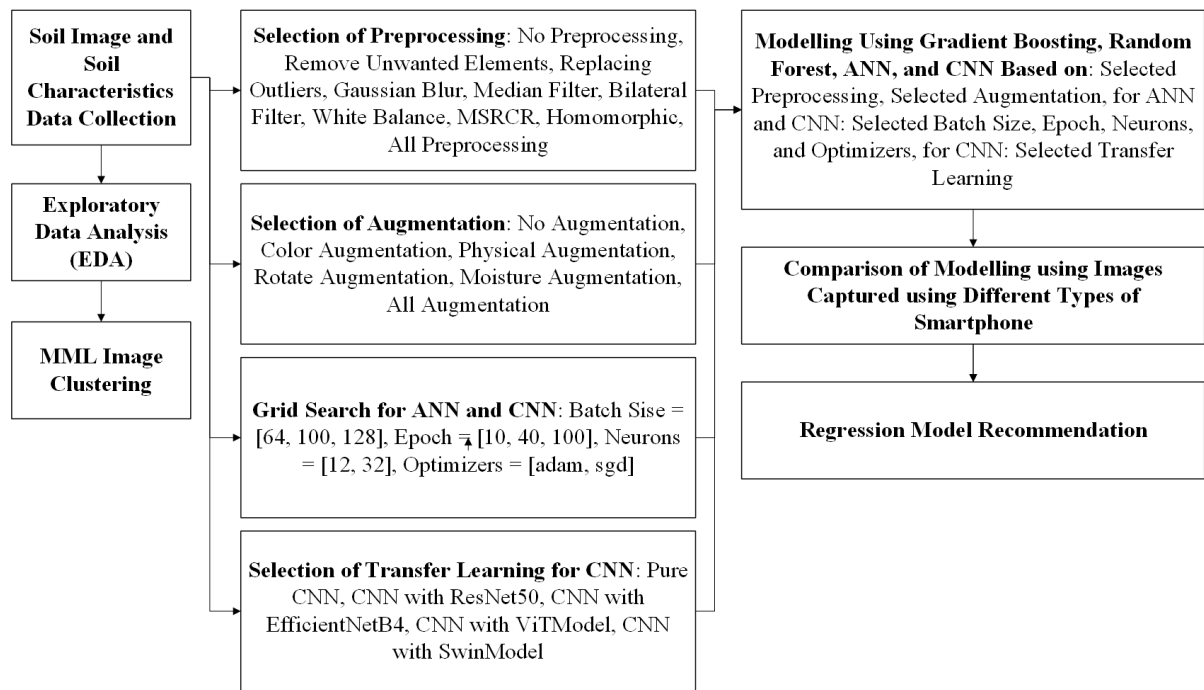 Soil Image and
Soil
Characteristics
Data Collection
Exploratory
Data Analysis
(EDA)
MML Image
Clustering
Selection of Preprocessing: No Preprocessing,
Remove Unwanted Elements, Replacing
Outliers, Gaussian Blur, Median Filter, Bilateral
Filter, White Balance, MSRCR, Homomorphic,
All Preprocessing
Selection of Augmentation: No Augmentation,
Color Augmentation, Physical Augmentation,
Rotate Augmentation, Moisture Augmentation,
All Augmentation
Grid Search for ANN and CNN: Batch Sise =
[64, 100, 128], Epoch = [10, 40, 100], Neurons
= [12, 32], Optimizers = [adam, sgd]
Selection of Transfer Learning for CNN: Pure
CNN, CNN with ResNet50, CNN with
EfficientNetB4, CNN with ViTModel, CNN
with SwinModel
Modelling Using Gradient Boosting, Random
Forest, ANN, and CNN Based on: Selected
Preprocessing, Selected Augmentation, for ANN
and CNN: Selected Batch Size, Epoch, Neurons,
and Optimizers, for CNN: Selected Transfer
Learning
Comparison of Modelling using Images
Captured using Different Types of
Smartphone
Regression Model Recommendation